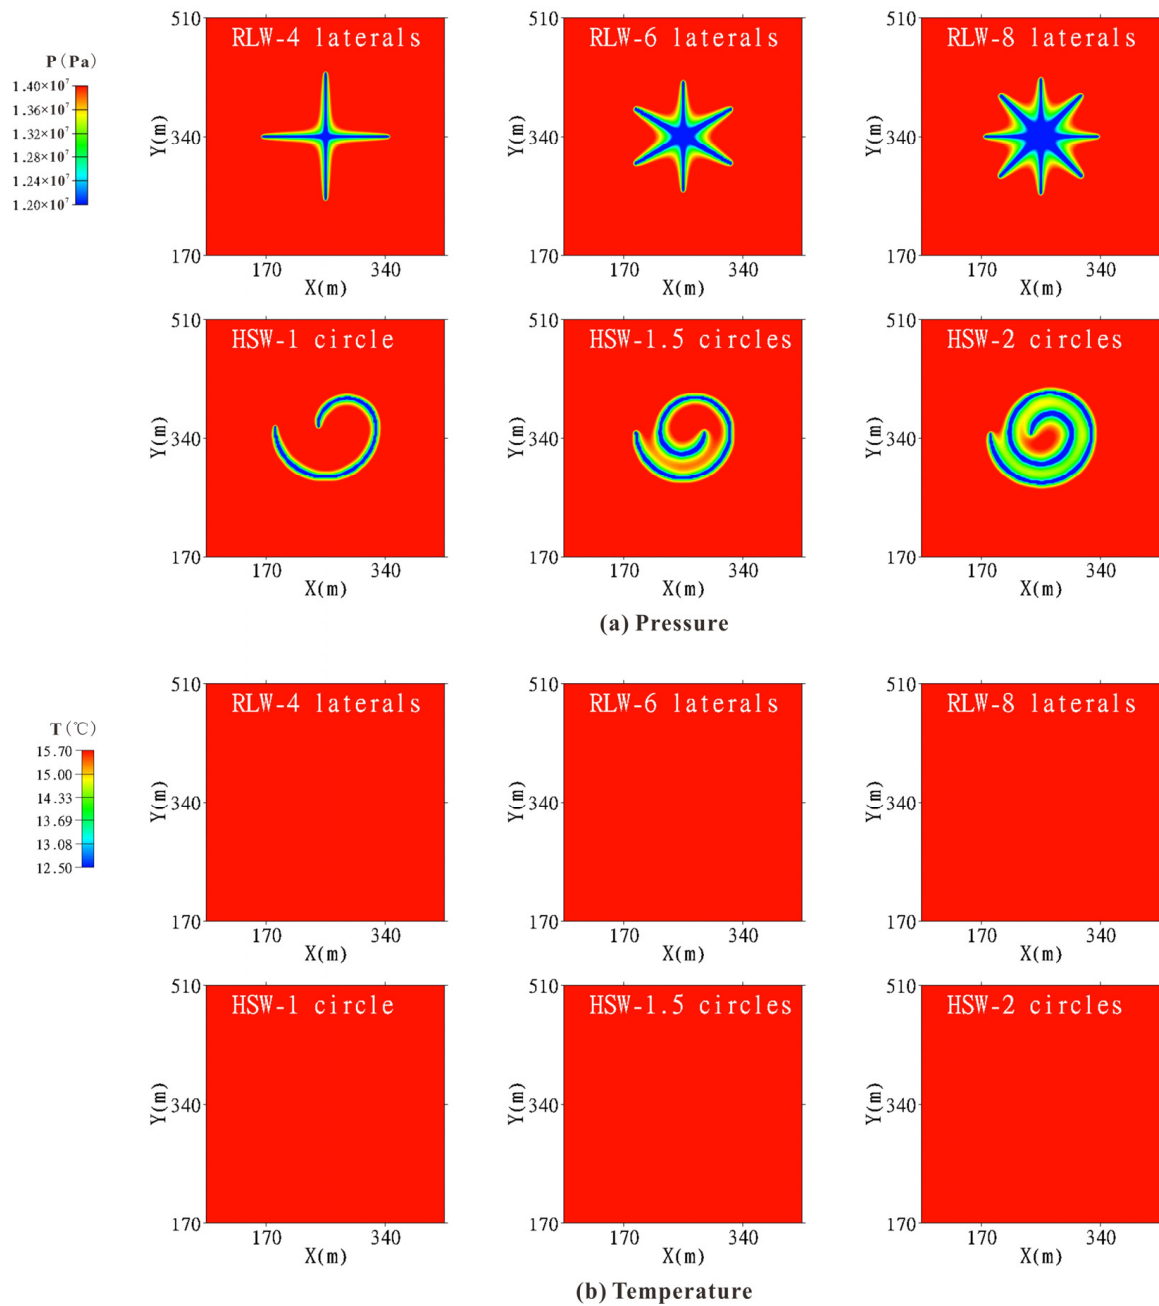 P (Pa)
1.40×10⁷
1.36×10⁷
1.32×10⁷
1.28×10⁷
1.24×10⁷
1.20×10⁷
510
RLW-4 laterals
Y(m)
340
170
170 340
X(m)
RLW-6 laterals
Y(m)
340
170
170 340
X(m)
510
RLW-8 laterals
Y(m)
340
170
170 340
X(m)
510
510
HSW-1 circle
Y(m)
340
170
170 340
X(m)
510
HSW-1.5 circles
Y(m)
340
170
170 340
X(m)
510
HSW-2 circles
Y(m)
340
170
170 340
X(m)
(a) Pressure
T (℃)
15.70
15.00
14.33
13.69
13.08
12.50
510
RLW-4 laterals
Y(m)
340
170
170 340
X(m)
510
RLW-6 laterals
Y(m)
340
170
170 340
X(m)
510
RLW-8 laterals
Y(m)
340
170
170 340
X(m)
510
HSW-1 circle
Y(m)
340
170
170 340
X(m)
510
HSW-1.5 circles
Y(m)
340
170
170 340
X(m)
510
HSW-2 circles
Y(m)
340
170
170 340
X(m)
(b) Temperature